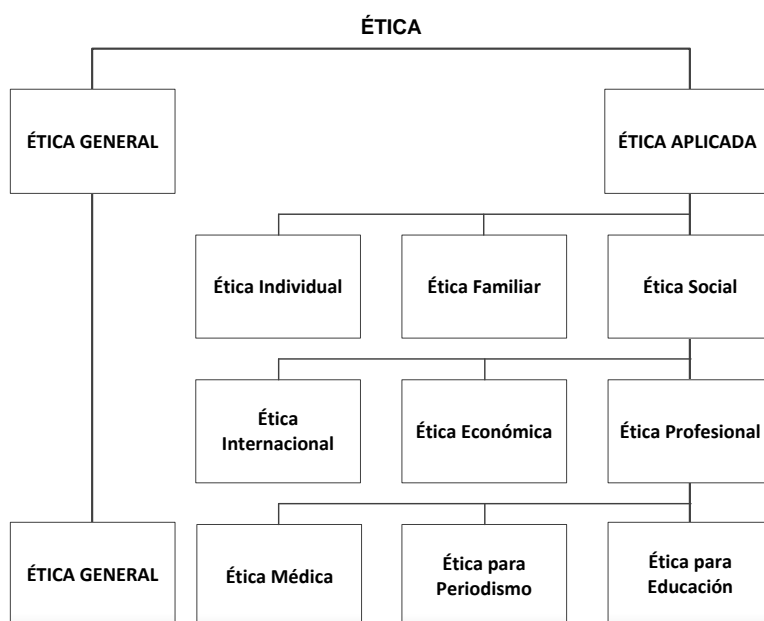 ÉTICA
ÉTICA GENERAL
ÉTICA APLICADA
Ética Individual
Ética Familiar
Ética Social
Ética
Internacional
Ética Económica
Ética Profesional
ÉTICA GENERAL
Ética Médica
Ética para
Periodismo
Ética para
Educación